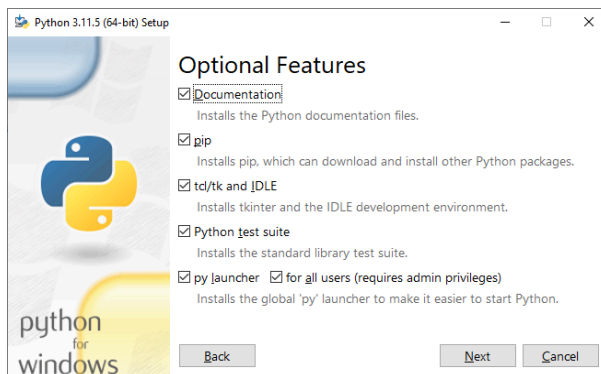 Python 3.11.5 (64-bit) Setup
Optional Features
Documentation
Installs the Python documentation files.
pip
Installs pip, which can download and install other Python packages.
tcl/tk and IDLE
Installs tkinter and the IDLE development environment.
Python test suite
Installs the standard library test suite.
py launcher for all users (requires admin privileges)
Installs the global 'py' launcher to make it easier to start Python.
python
for
windows
Back Next Cancel